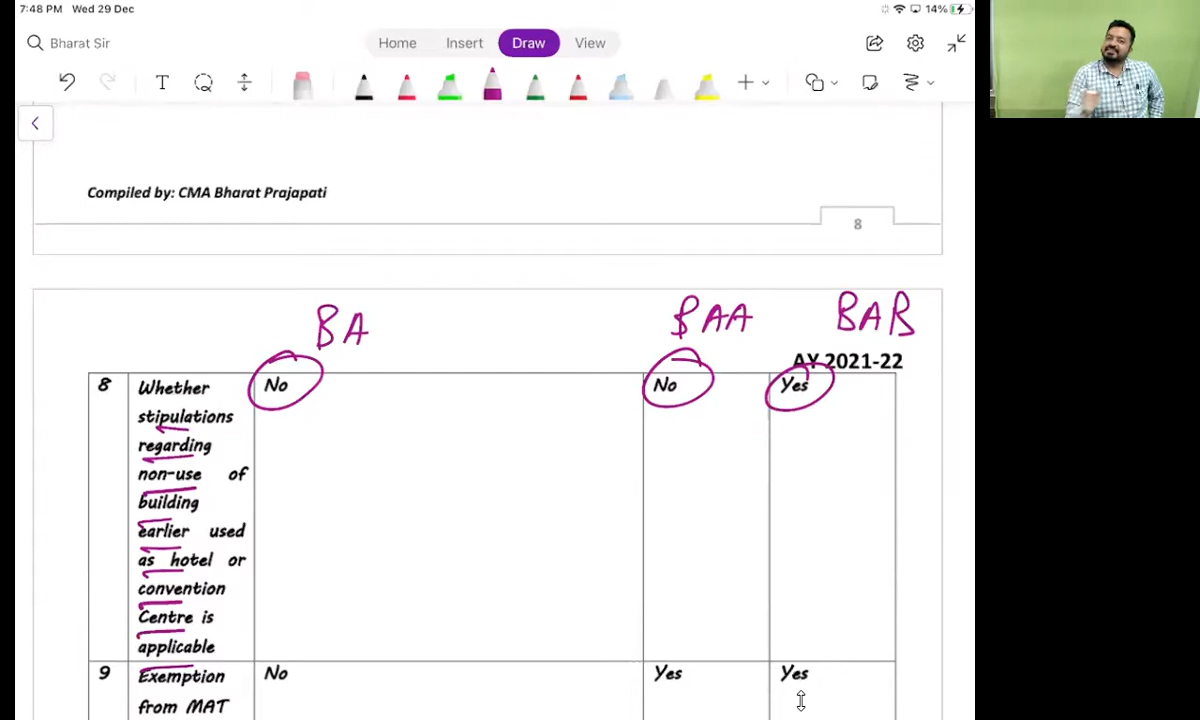 7:48 PM Wed 29 Dec
14%
Bharat Sir
Home Insert Draw View
T
Compiled by: CMA Bharat Prajapati
8
BA BAA BAB
AY 2021-22
8 Whether No No Yes
stipulations
regarding
non-use of
building
earlier used
as hotel or
convention
Centre is
applicable
9 Exemption No Yes Yes
from MAT